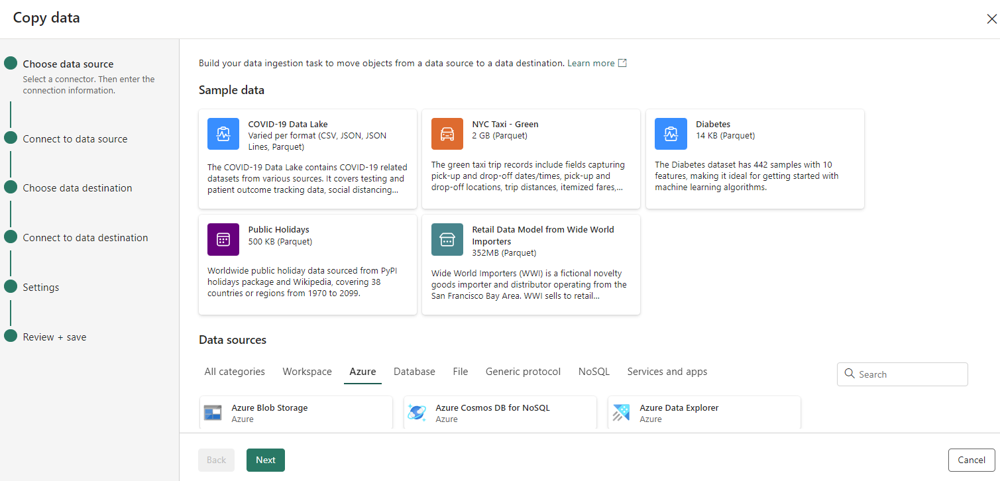 Copy data
Choose data source
Select a connector. Then enter the
connection information.
Connect to data source
Choose data destination
Connect to data destination
Settings
Review + save
Build your data ingestion task to move objects from a data source to a data destination. Learn more
Sample data
COVID-19 Data Lake
Varied per format (CSV, JSON, JSON
Lines, Parquet)
The COVID-19 Data Lake contains COVID-19 related
datasets from various sources. It covers testing and
patient outcome tracking data, social distancing...
NYC Taxi - Green
2 GB (Parquet)
The green taxi trip records include fields capturing
pick-up and drop-off dates/times, pick-up and
drop-off locations, trip distances, itemized fares,...
Diabetes
14 KB (Parquet)
The Diabetes dataset has 442 samples with 10
features, making it ideal for getting started with
machine learning algorithms.
Public Holidays
500 KB (Parquet)
Worldwide public holiday data sourced from PyPI
holidays package and Wikipedia, covering 38
countries or regions from 1970 to 2099.
Retail Data Model from Wide World
Importers
352MB (Parquet)
Wide World Importers (WWI) is a fictional novelty
goods importer and distributor operating from the
San Francisco Bay Area. WWI sells to retail...
Data sources
All categories Workspace Azure Database File Generic protocol NoSQL Services and apps
Search
Azure Blob Storage
Azure
Azure Cosmos DB for NoSQL
Azure
Azure Data Explorer
Azure
Back Next Cancel